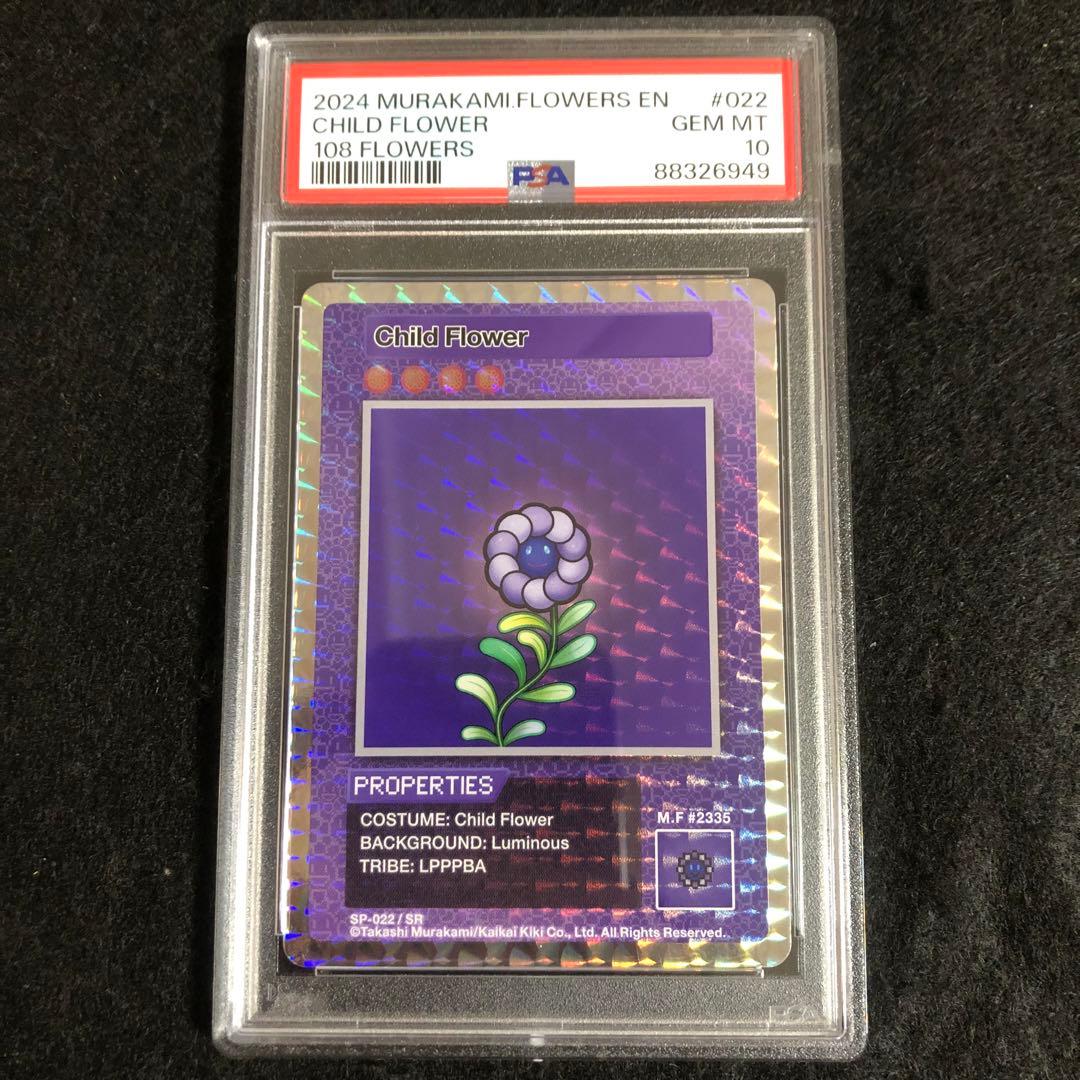 2024 MURAKAMI.FLOWERS EN #022
CHILD FLOWER GEM MT
108 FLOWERS 10
PSA 88326949
Child Flower
PROPERTIES
COSTUME: Child Flower
BACKGROUND: Luminous
TRIBE: LPPPBA
M.F #2335
SP-022 / SR
©Takashi Murakami/Kaikai Kiki Co., Ltd. All Rights Reserved.